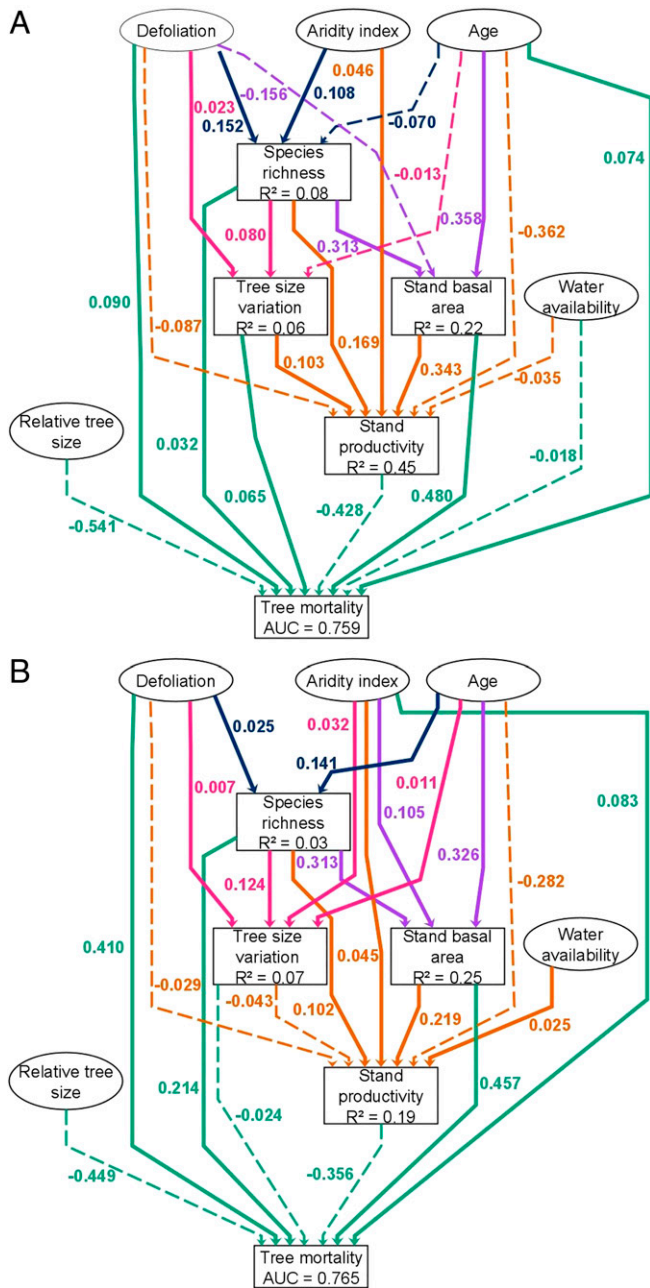 A
Defoliation
Aridity index
Age
0.046
-0.156
0.023
0.108
0.152
-0.070
0.074
Species
richness
R² = 0.08
-0.013
0.358
0.080
0.313
-0.362
Tree size
variation
R² = 0.06
Stand basal
area
R² = 0.22
Water
availability
0.090
-0.087
0.169
0.103
0.343
-0.035
Relative tree
size
Stand
productivity
R² = 0.45
0.032
-0.018
0.065
0.480
-0.428
-0.541
Tree mortality
AUC = 0.759
B
Defoliation
Aridity index
Age
0.032
0.025
0.141
0.007
0.011
0.083
0.105
Species
richness
R² = 0.03
0.313
0.326
0.124
-0.282
Tree size
variation
R² = 0.07
Stand basal
area
R² = 0.25
Water
availability
0.410
0.045
-0.029
-0.043
0.102
0.219
0.025
Relative tree
size
Stand
productivity
R² = 0.19
0.214
0.457
-0.024
-0.356
-0.449
Tree mortality
AUC = 0.765